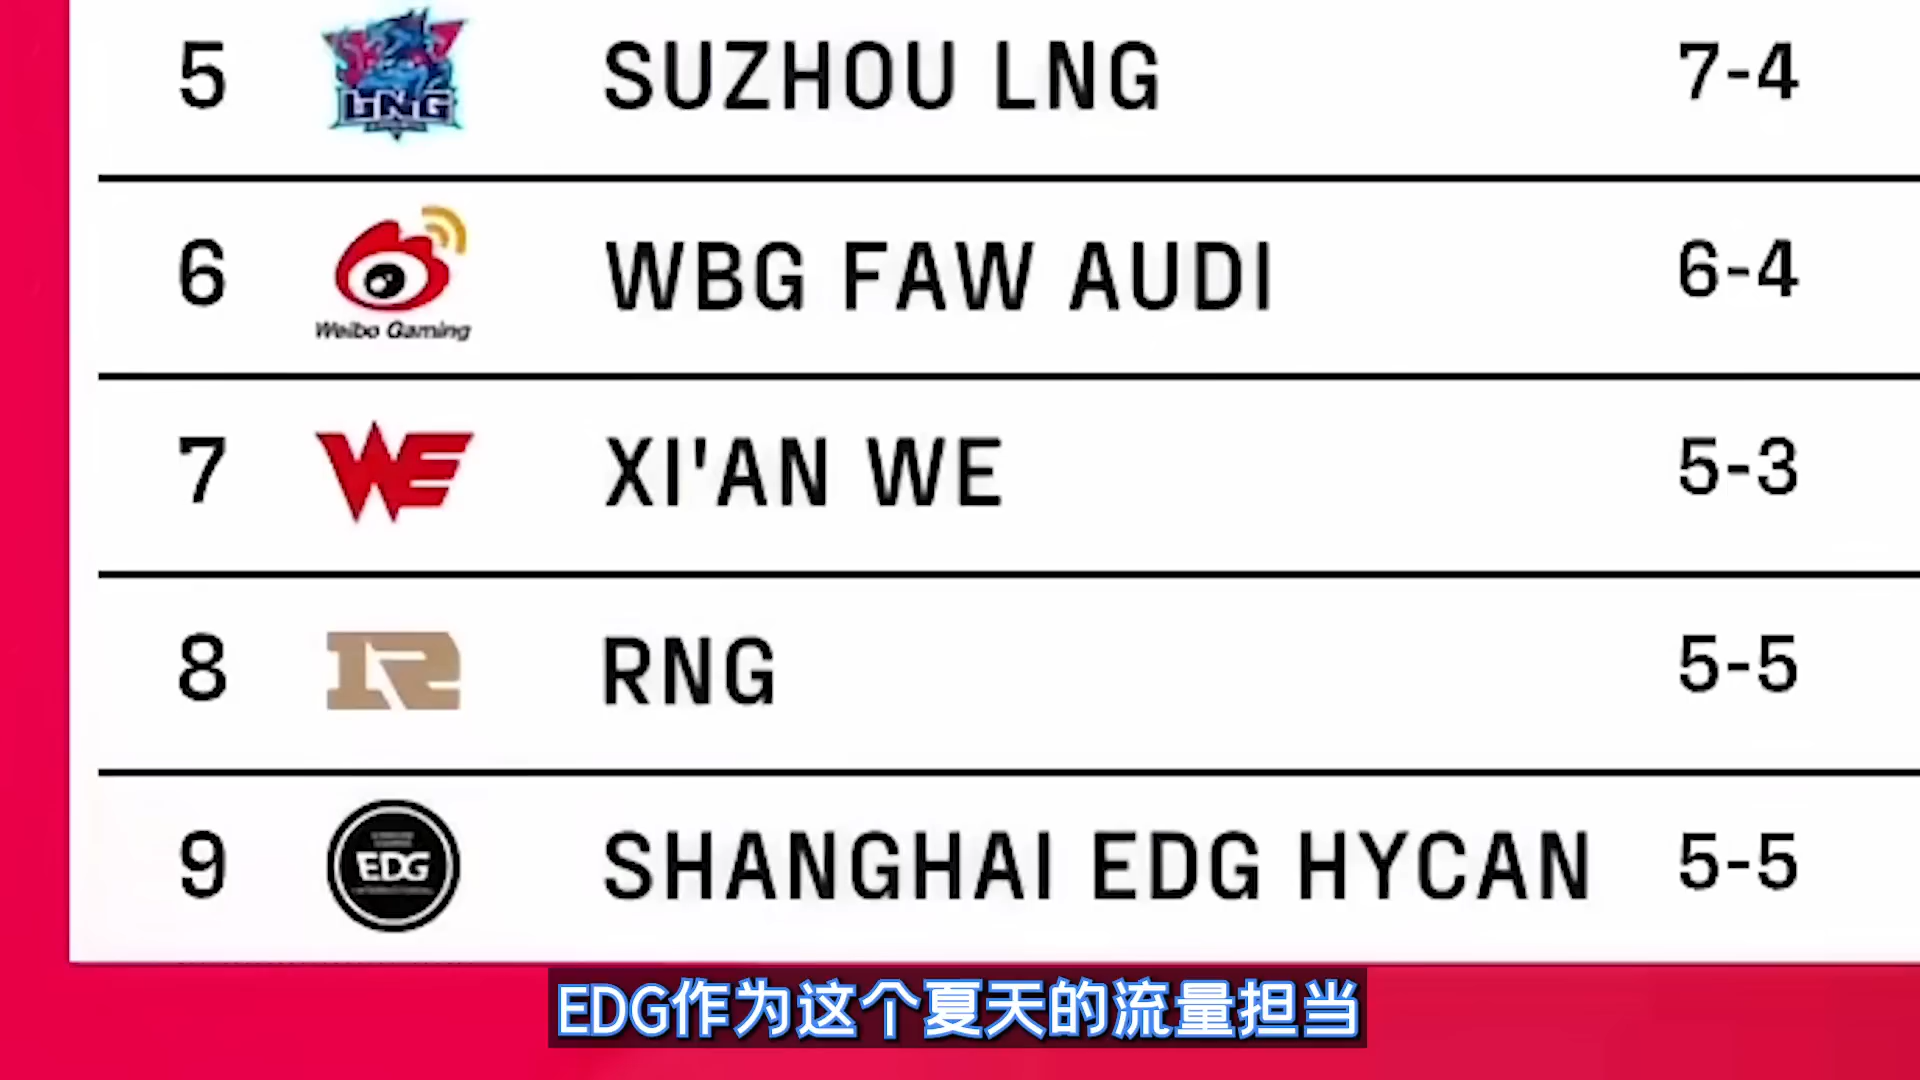 5 LNG SUZHOU LNG 7-4
6 Weibo Gaming WBG FAW AUDI 6-4
7 WE XI'AN WE 5-3
8 R RNG 5-5
9 EDG SHANGHAI EDG HYCAN 5-5
EDG作为这个夏天的流量担当